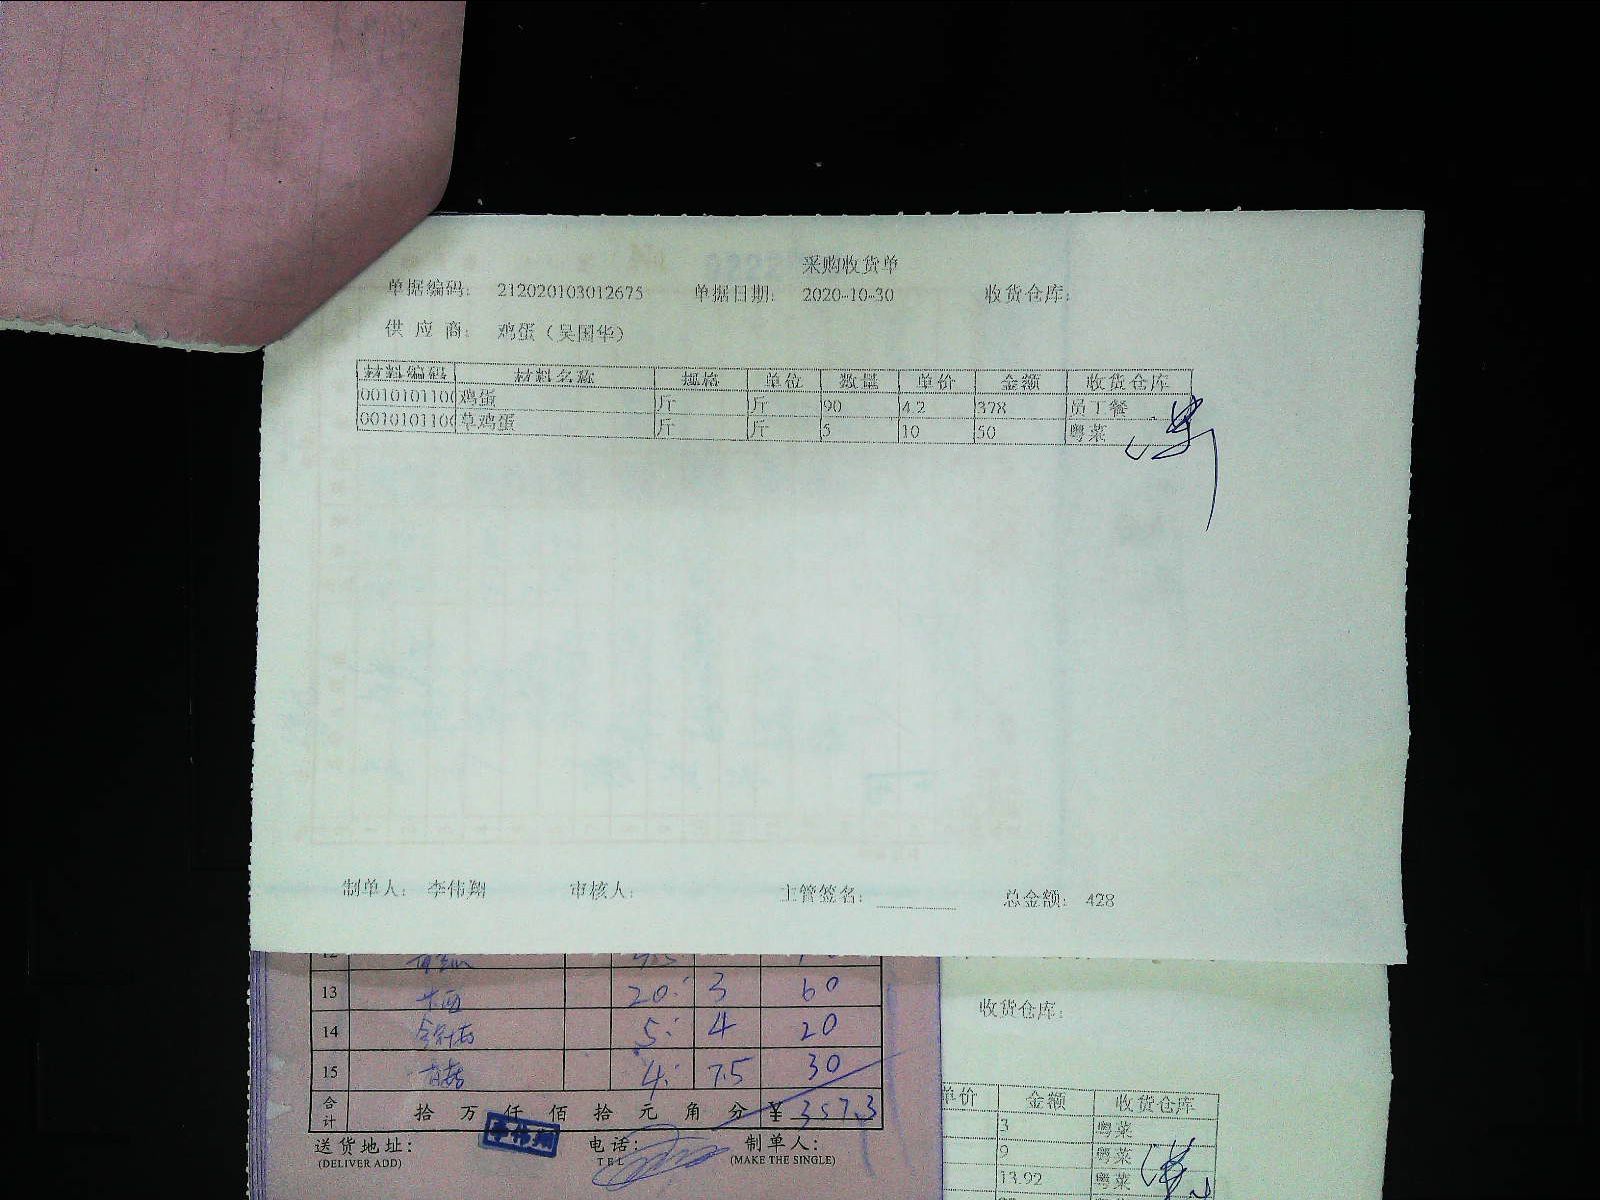 采购收货单
单据编码： 212020103012675 单据日期： 2020-10-30 收货仓库：
供 应 商： 鸡蛋（吴国华）
材料编码 材料名称 规格 单位 数量 单价 金额 收货仓库
0010101100 鸡蛋 斤 斤 90 4.2 378 员工餐
0010101100 草鸡蛋 斤 斤 5 10 50 粤菜
制单人： 李伟翔 审核人： 主管签名： 总金额： 428
12
13 20 3 60
14 5 4 20
15 4 7.5 30
合计 拾 万 仟 佰 拾 元 角 分 ¥ 357.3
送货地址： 电话： 制单人：
(DELIVER ADD) TEL (MAKE THE SINGLE)
李伟翔
收货仓库：
单价 金额 收货仓库
3 粤菜
9 粤菜
13.92 粤菜